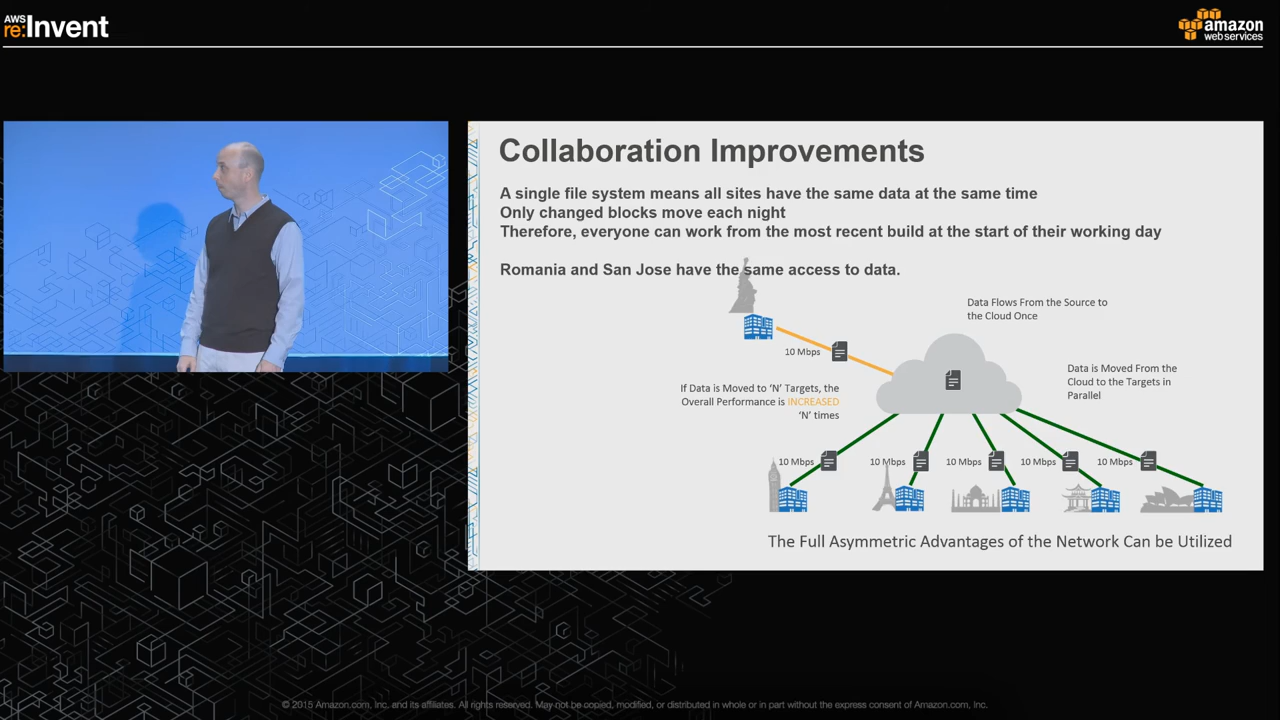 AWS
re:Invent
amazon
web services
Collaboration Improvements
A single file system means all sites have the same data at the same time
Only changed blocks move each night
Therefore, everyone can work from the most recent build at the start of their working day
Romania and San Jose have the same access to data.
Data Flows From the Source to
the Cloud Once
10 Mbps
Data is Moved From the
Cloud to the Targets in
Parallel
If Data is Moved to ‘N’ Targets, the
Overall Performance is INCREASED
‘N’ times
10 Mbps
10 Mbps
10 Mbps
10 Mbps
10 Mbps
The Full Asymmetric Advantages of the Network Can be Utilized
© 2015 Amazon.com, Inc. and its affiliates. All rights reserved. May not be copied, modified, or distributed in whole or in part without the express consent of Amazon.com, Inc.